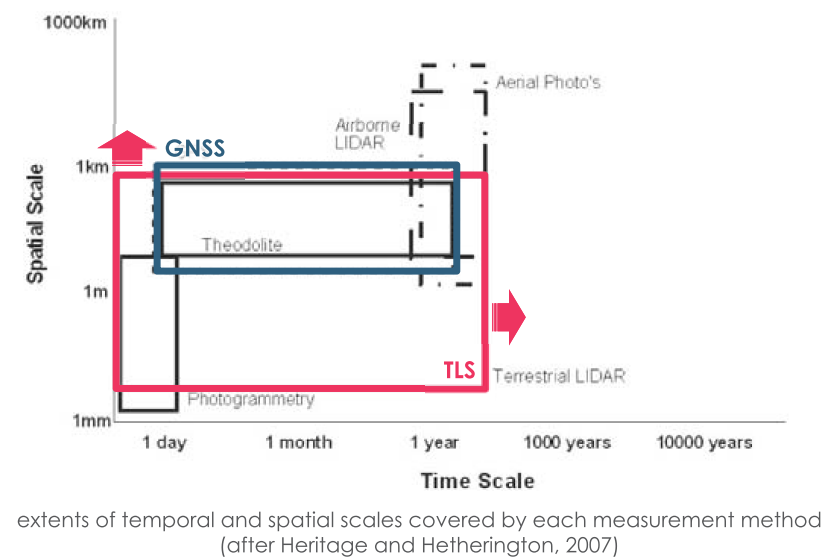 1000km
Aerial Photo's
Airborne
LIDAR
GNSS
1km
Spatial Scale
Theodolite
1m
TLS
Terrestrial LIDAR
Photogrammetry
1mm
1 day 1 month 1 year 1000 years 10000 years
Time Scale
extents of temporal and spatial scales covered by each measurement method
(after Heritage and Hetherington, 2007)